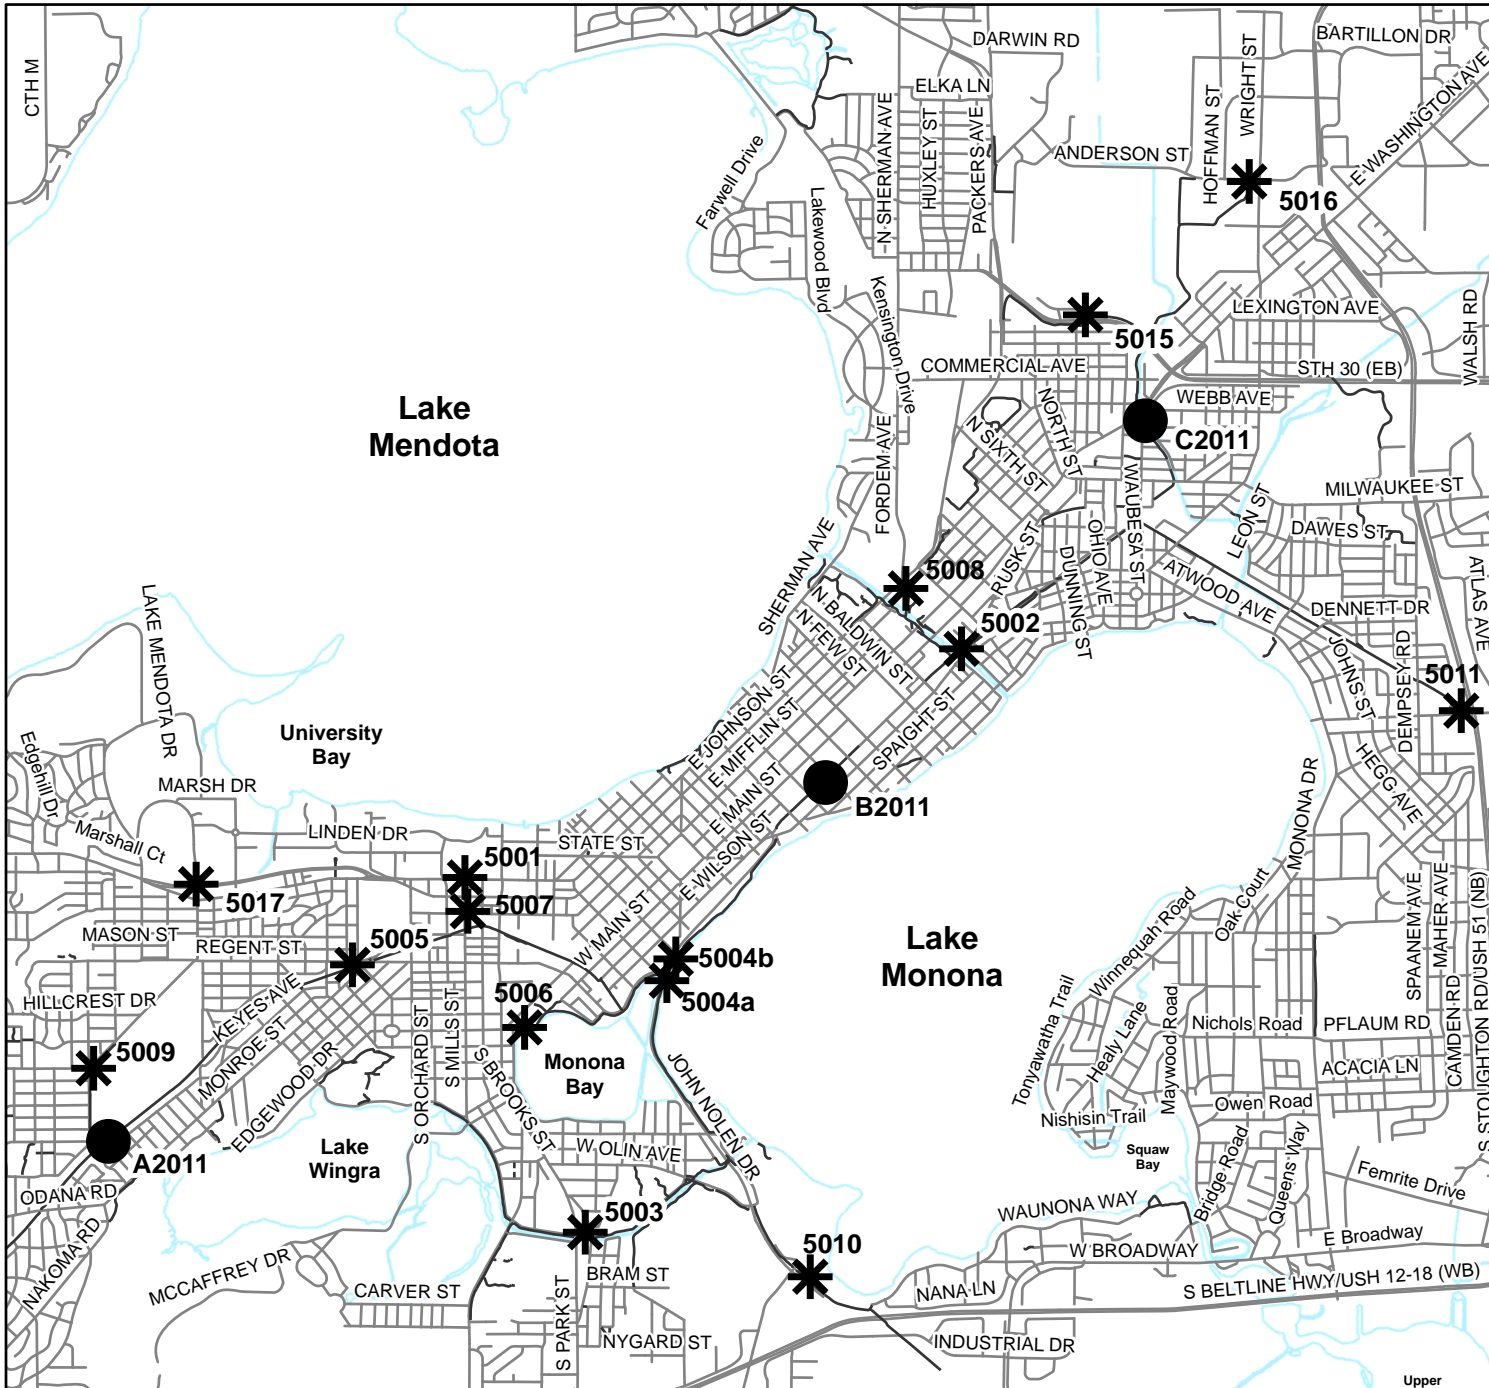 DARWIN RD
BARTILLON DR
CTH M
ELKA LN
WRIGHT ST
HOFFMAN ST
E WASHINGTON AVE
N SHERMAN AVE
HUXLEY ST
PACKERS AVE
ANDERSON ST
Farwell Drive
Lakewood Blvd
5016
Kensington Drive
LEXINGTON AVE
WALSH RD
5015
COMMERCIAL AVE
STH 30 (EB)
WEBB AVE
Lake
Mendota
NORTH ST
N SIXTH ST
C2011
FORDEM AVE
WAUBESA ST
MILWAUKEE ST
LEON ST
DAWES ST
SHERMAN AVE
OHIO AVE
RUSK ST
DUNNING ST
5008
ATWOOD AVE
ATLAS AVE
LAKE MENDOTA DR
N BALDWIN ST
N FEW ST
5002
DENNETT DR
JOHNS ST
DEMPSEY RD
5011
E JOHNSON ST
E MIFFLIN ST
SPAIGHT ST
University
Bay
Edgehill Dr
MARSH DR
E MAIN ST
B2011
HEGG AVE
MONONA DR
Marshall Ct
LINDEN DR
STATE ST
E WILSON ST
5001
5017
5007
W MAIN ST
MASON ST
REGENT ST
5005
5004b
5004a
Lake
Monona
Winnequah Road
Oak Court
SPAANEM AVE
MAHER AVE
S STOUGHTON RD/USH 51 (NB)
HILLCREST DR
KEYES AVE
5006
Tonyawatha Trail
Healy Lane
Maywood Road
Nichols Road
PFLAUM RD
CAMDEN RD
MONROE ST
S ORCHARD ST
S MILLS ST
5009
EDGEWOOD DR
S BROOKS ST
Monona
Bay
JOHN NOLEN DR
ACACIA LN
Owen Road
Nishisin Trail
A2011
Lake
Wingra
W OLIN AVE
Squaw
Bay
Bridge Road
Queens Way
ODANA RD
Femrite Drive
NAKOMA RD
5003
WAUNONA WAY
5010
W BROADWAY
E Broadway
MCCAFFREY DR
CARVER ST
BRAM ST
NANA LN
S BELTLINE HWY/USH 12-18 (WB)
S PARK ST
NYGARD ST
INDUSTRIAL DR
Upper